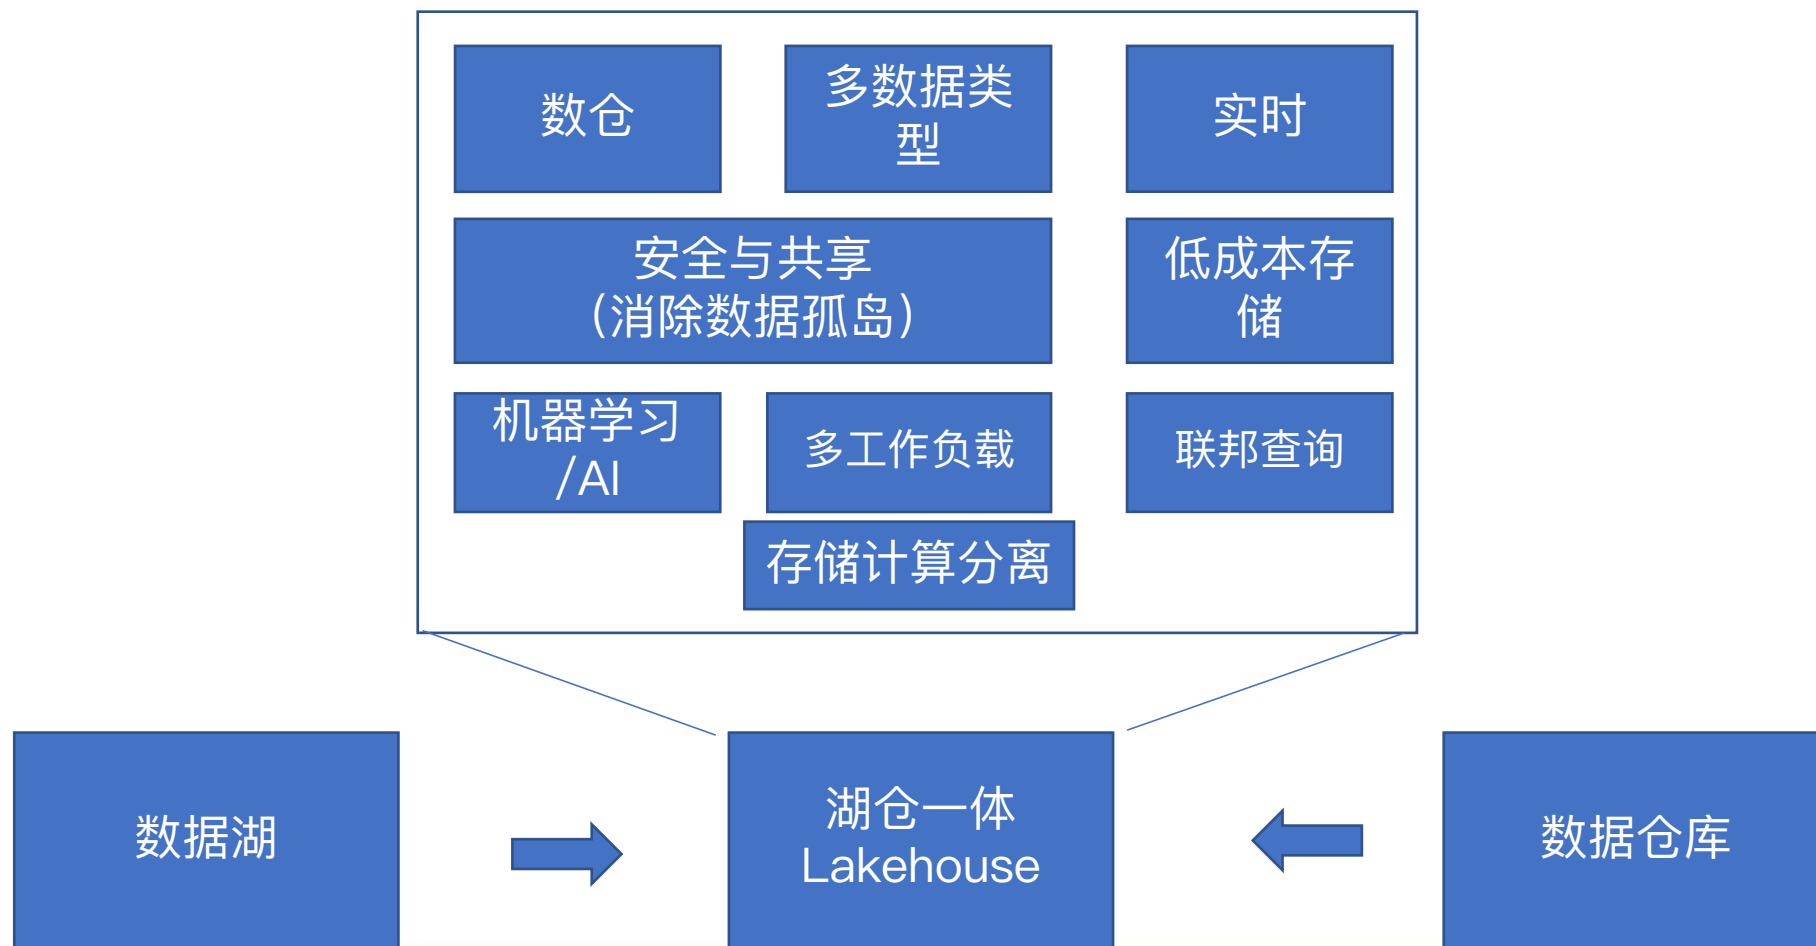 数仓
多数据类
型
实时
安全与共享
（消除数据孤岛）
低成本存
储
机器学习
/AI
多工作负载
联邦查询
存储计算分离
数据湖
湖仓一体
Lakehouse
数据仓库